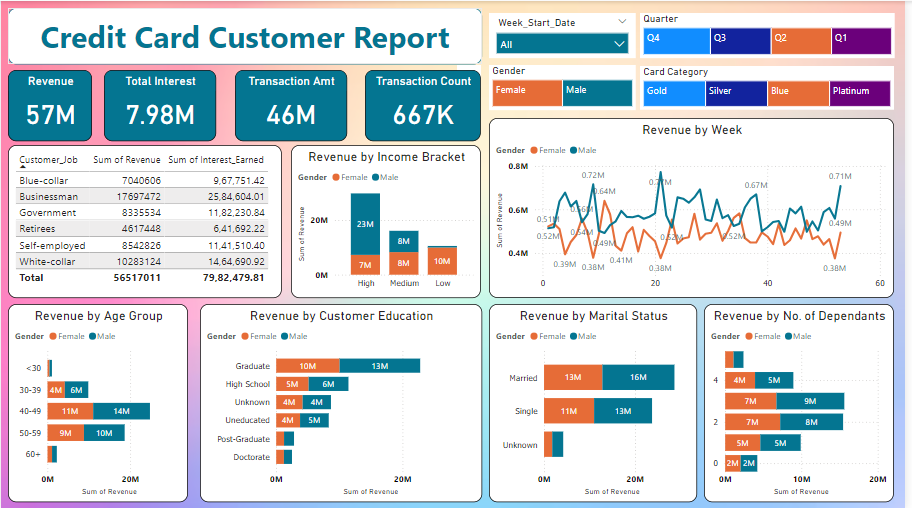 Credit Card Customer Report
Week_Start_Date
All
Quarter
Q4 Q3 Q2 Q1
Gender
Female Male
Card Category
Gold Silver Blue Platinum
Revenue
57M
Total Interest
7.98M
Transaction Amt
46M
Transaction Count
667K
Customer_Job Sum of Revenue Sum of Interest_Earned
Blue-collar 7040606 9,67,751.42
Businessman 17697472 25,84,604.01
Government 8335534 11,82,230.84
Retirees 4617448 6,41,692.22
Self-employed 8542826 11,41,510.40
White-collar 10283124 14,64,690.92
Total 56517011 79,82,479.81
Revenue by Income Bracket
Gender Female Male
Sum of Revenue
20M
0M
23M
7M
8M
8M
10M
High Medium Low
Revenue by Week
Gender Female Male
Sum of Revenue
0.8M
0.6M
0.4M
0.72M
0.64M
0.67M
0.71M
0.51M
0.52M
0.54M
0.49M
0.52M
0.52M
0.49M
0.39M
0.38M
0.41M
0.38M
0.38M
0 20 40 60
Revenue by Age Group
Gender Female Male
<30
30-39 4M 6M
40-49 11M 14M
50-59 9M 10M
60+
0M 20M
Sum of Revenue
Revenue by Customer Education
Gender Female Male
Graduate 10M 13M
High School 5M 6M
Unknown 4M 4M
Uneducated 4M 5M
Post-Graduate
Doctorate
0M 20M
Sum of Revenue
Revenue by Marital Status
Gender Female Male
Married 13M 16M
Single 11M 13M
Unknown
0M 20M
Sum of Revenue
Revenue by No. of Dependants
Gender Female Male
4 4M 5M
7M 9M
2 7M 8M
5M 5M
0 2M 2M
0M 10M 20M
Sum of Revenue